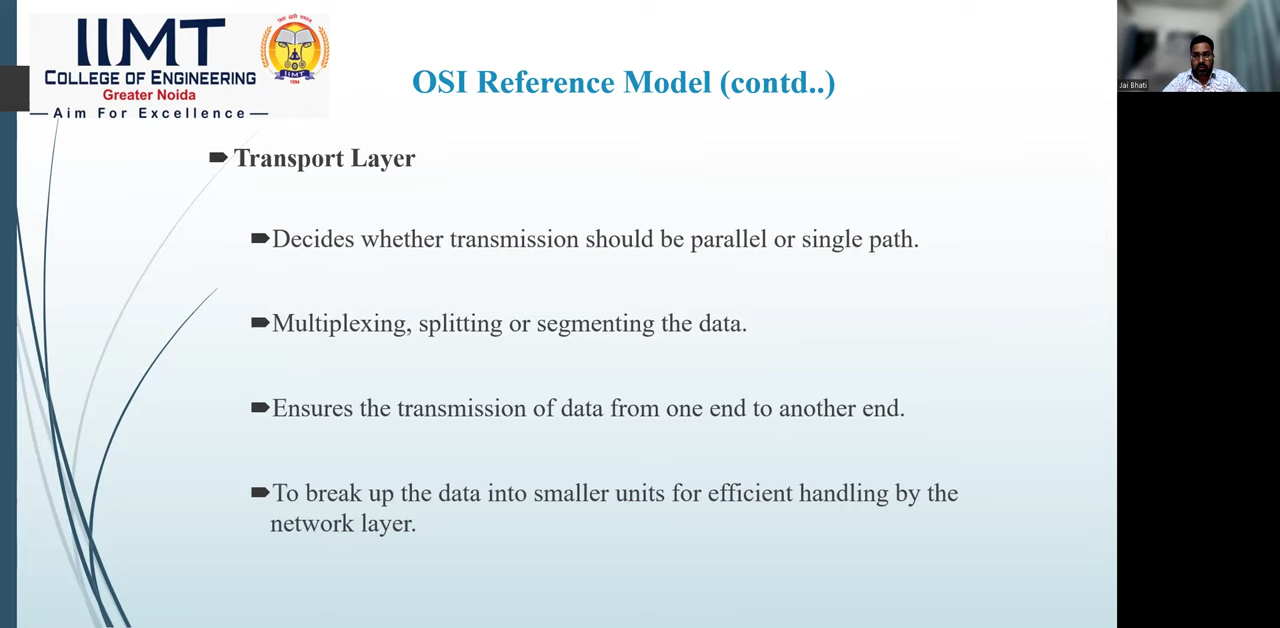 IIMT
COLLEGE OF ENGINEERING
Greater Noida
Aim For Excellence
IIMT
OSI Reference Model (contd..)
Transport Layer
Decides whether transmission should be parallel or single path.
Multiplexing, splitting or segmenting the data.
Ensures the transmission of data from one end to another end.
To break up the data into smaller units for efficient handling by the
network layer.
Jai Bhati